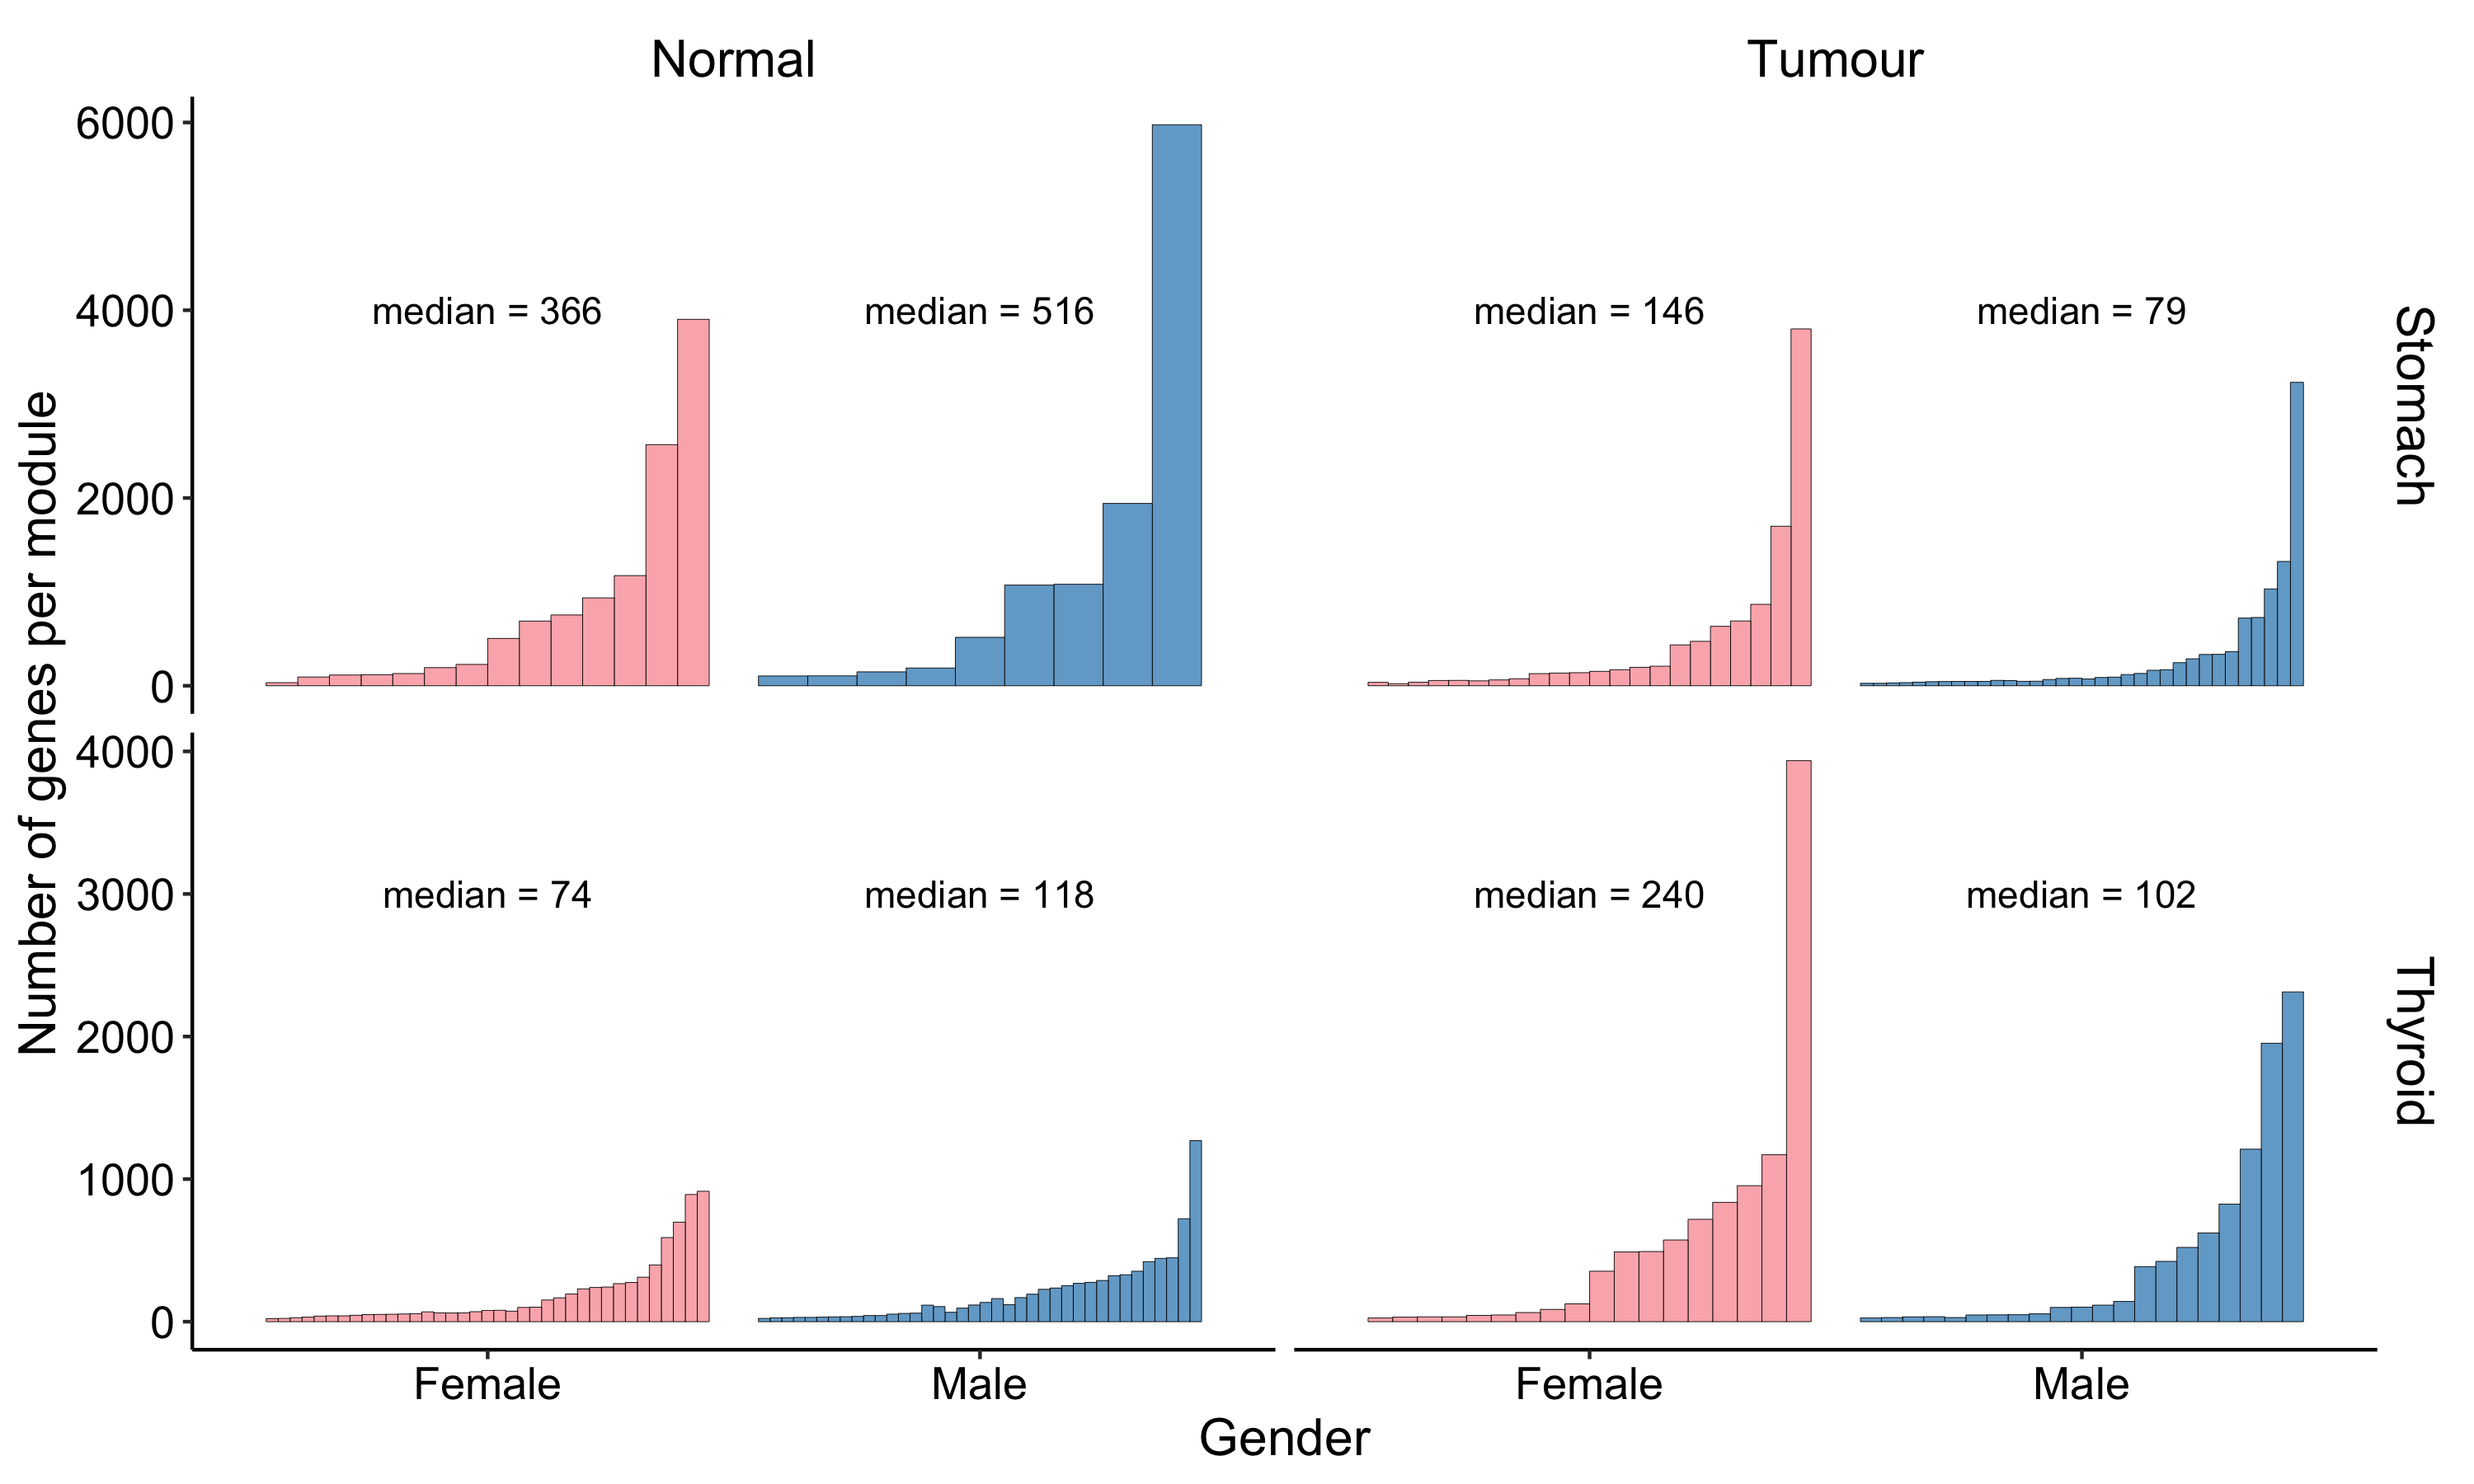 Normal
Tumour
6000
4000
2000
0
median = 366
median = 516
median = 146
median = 79
Stomach
Number of genes per module
4000
3000
2000
1000
0
median = 74
median = 118
median = 240
median = 102
Thyroid
Female
Male
Female
Male
Gender